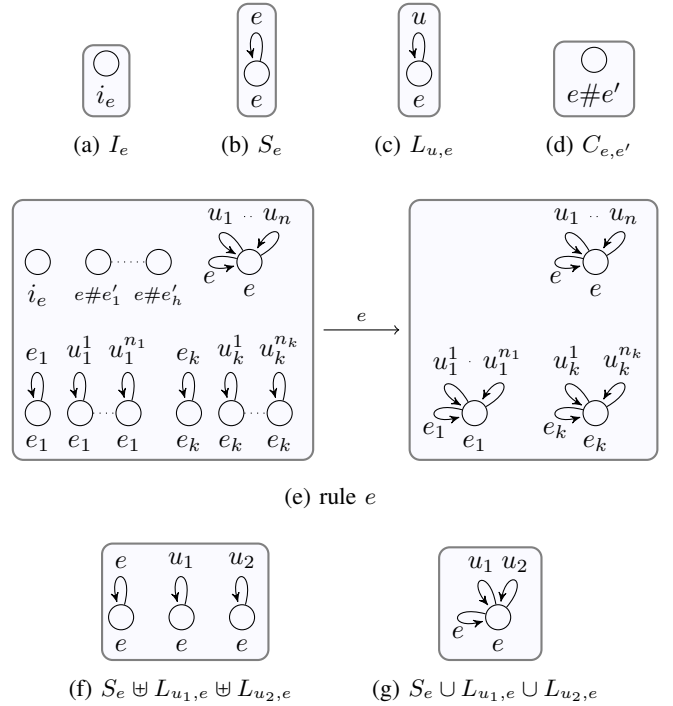 e u
i_e e e e#e'
(a) I_e (b) S_e (c) L_{u,e} (d) C_{e,e'}
u_1 ·· u_n u_1 ·· u_n
e e
i_e e#e'_1 e#e'_h e e
e
e_1 u_1^1 u_1^{n_1} e_k u_k^1 u_k^{n_k} u_1^1 · u_1^{n_1} u_k^1 u_k^{n_k}
e_1 e_k
e_1 e_1 e_1 e_k e_k e_k e_1 e_k
(e) rule e
e u_1 u_2 u_1 u_2
e
e e e e
(f) S_e ⊎ L_{u_1,e} ⊎ L_{u_2,e} (g) S_e ∪ L_{u_1,e} ∪ L_{u_2,e}